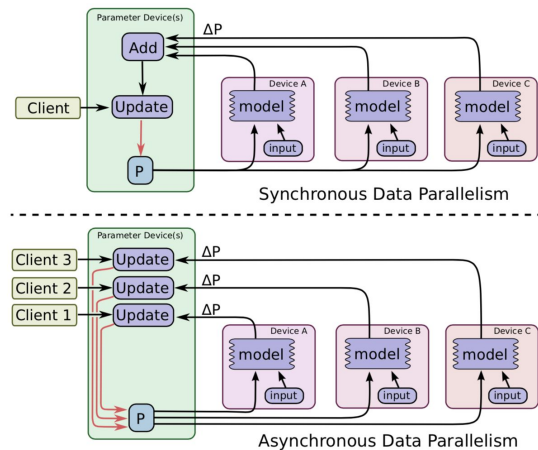 Parameter Device(s)
ΔP
Add
Device A
Device B
Device C
Client
Update
model
model
model
input
input
input
P
Synchronous Data Parallelism
Parameter Device(s)
Client 3
Update
ΔP
Client 2
Update
ΔP
Client 1
Update
ΔP
Device A
Device B
Device C
model
model
model
input
input
input
P
Asynchronous Data Parallelism